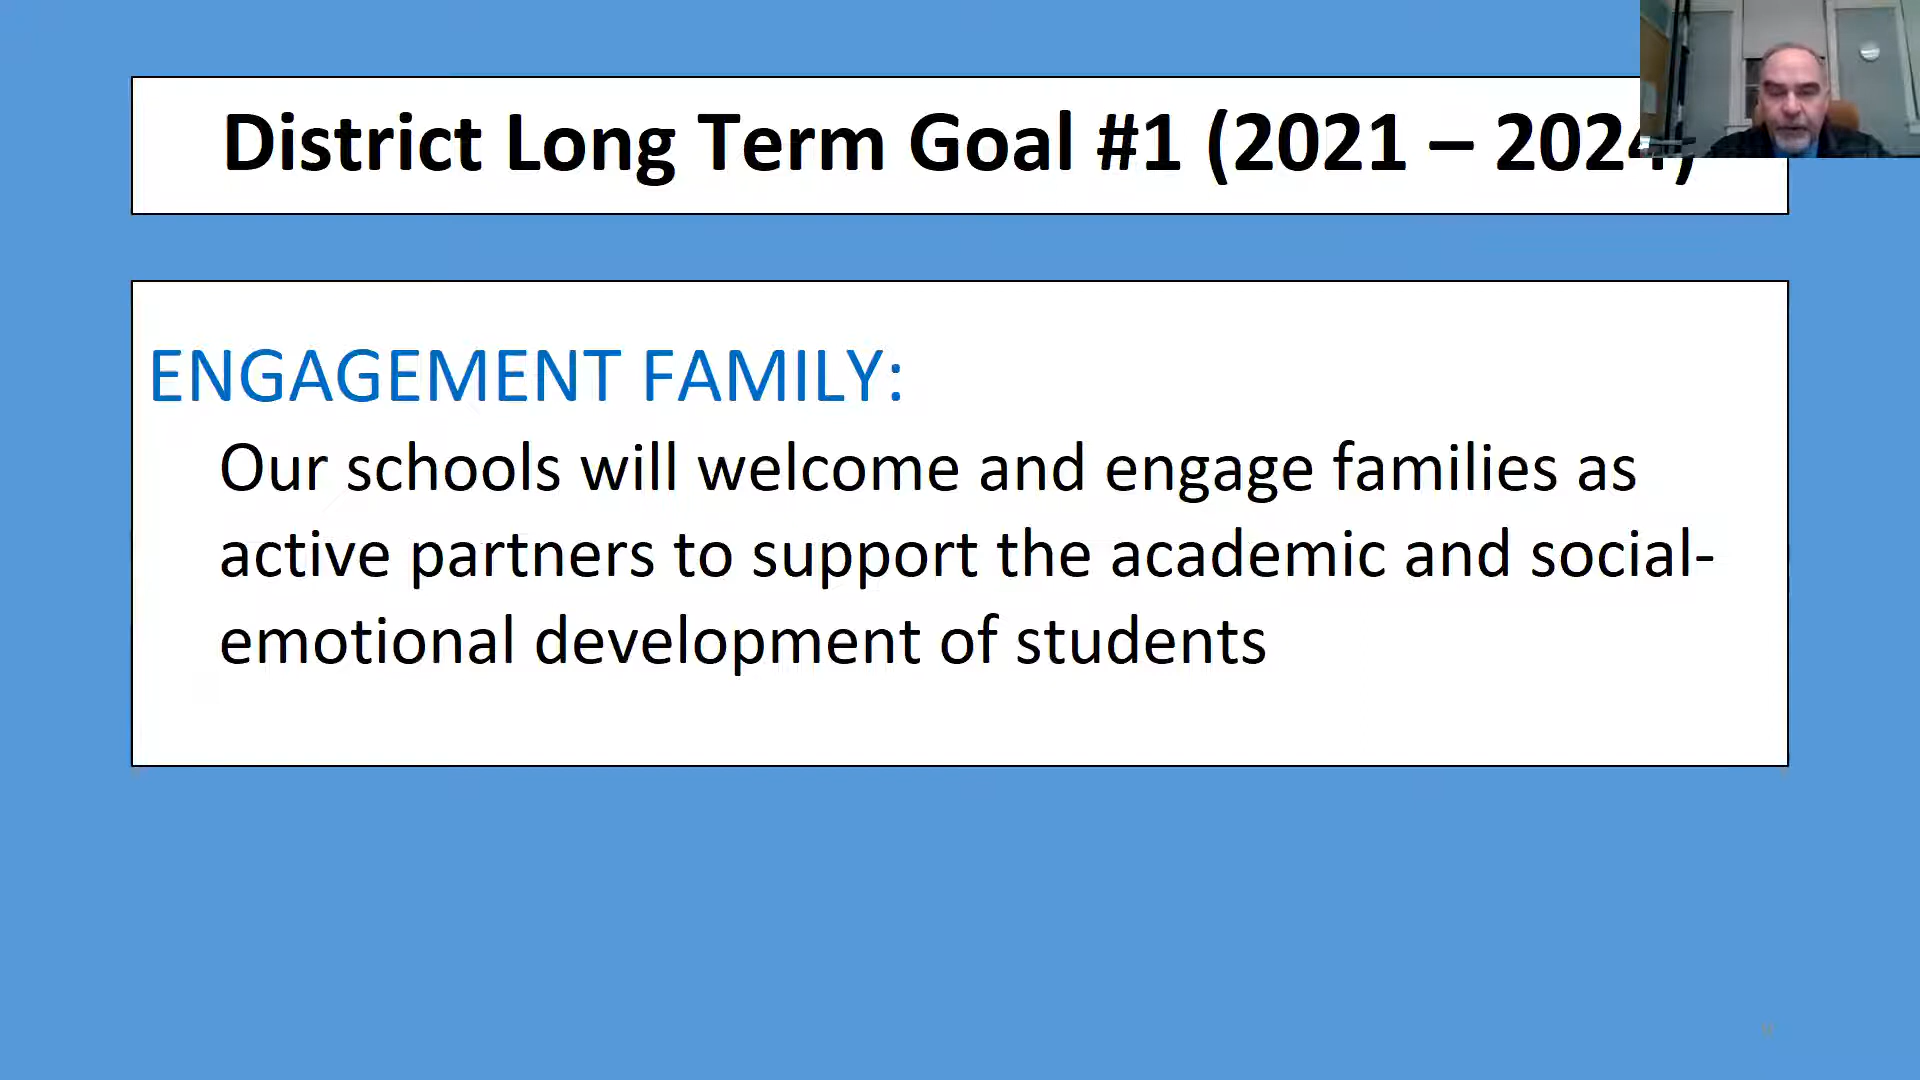 District Long Term Goal #1 (2021 – 2024)
ENGAGEMENT FAMILY:
Our schools will welcome and engage families as
active partners to support the academic and social-
emotional development of students